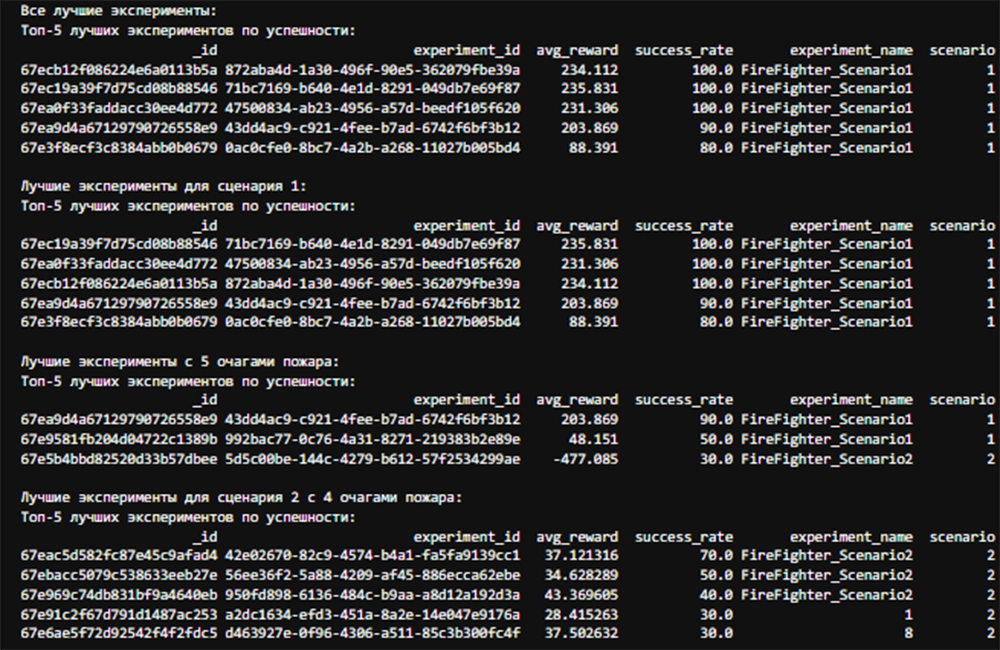 Все лучшие эксперименты:
Топ-5 лучших экспериментов по успешности:
_id experiment_id avg_reward success_rate experiment_name scenario
67ecb12f086224e6a0113b5a 872aba4d-1a30-496f-90e5-362079fbe39a 234.112 100.0 FireFighter_Scenario1 1
67ec19a39f7d75cd08b88546 71bc7169-b640-4e1d-8291-049db7e69f87 235.831 100.0 FireFighter_Scenario1 1
67ea0f33faddacc30ee4d772 47500834-ab23-4956-a57d-beedf105f620 231.306 100.0 FireFighter_Scenario1 1
67ea9d4a67129790726558e9 43dd4ac9-c921-4fee-b7ad-6742f6bf3b12 203.869 90.0 FireFighter_Scenario1 1
67e3f8ecf3c8384abb0b0679 0ac0cfe0-8bc7-4a2b-a268-11027b005bd4 88.391 80.0 FireFighter_Scenario1 1
Лучшие эксперименты для сценария 1:
Топ-5 лучших экспериментов по успешности:
_id experiment_id avg_reward success_rate experiment_name scenario
67ec19a39f7d75cd08b88546 71bc7169-b640-4e1d-8291-049db7e69f87 235.831 100.0 FireFighter_Scenario1 1
67ea0f33faddacc30ee4d772 47500834-ab23-4956-a57d-beedf105f620 231.306 100.0 FireFighter_Scenario1 1
67ecb12f086224e6a0113b5a 872aba4d-1a30-496f-90e5-362079fbe39a 234.112 100.0 FireFighter_Scenario1 1
67ea9d4a67129790726558e9 43dd4ac9-c921-4fee-b7ad-6742f6bf3b12 203.869 90.0 FireFighter_Scenario1 1
67e3f8ecf3c8384abb0b0679 0ac0cfe0-8bc7-4a2b-a268-11027b005bd4 88.391 80.0 FireFighter_Scenario1 1
Лучшие эксперименты с 5 очагами пожара:
Топ-5 лучших экспериментов по успешности:
_id experiment_id avg_reward success_rate experiment_name scenario
67ea9d4a67129790726558e9 43dd4ac9-c921-4fee-b7ad-6742f6bf3b12 203.869 90.0 FireFighter_Scenario1 1
67e9581fb204d04722c1389b 992bac77-0c76-4a31-8271-219383b2e89e 48.151 50.0 FireFighter_Scenario1 1
67e5b4bbd82520d33b57dbee 5d5c00be-144c-4279-b612-57f2534299ae -477.085 30.0 FireFighter_Scenario2 2
Лучшие эксперименты для сценария 2 с 4 очагами пожара:
Топ-5 лучших экспериментов по успешности:
_id experiment_id avg_reward success_rate experiment_name scenario
67eac5d582fc87e45c9afad4 42e02670-82c9-4574-b4a1-fa5fa9139cc1 37.121316 70.0 FireFighter_Scenario2 2
67ebacc5079c538633eeb27e 56ee36f2-5a88-4209-af45-886ecca62ebe 34.628289 50.0 FireFighter_Scenario2 2
67e969c74db831bf9a4640eb 950fd898-6136-484c-b9aa-a8d12a192d3a 43.369605 40.0 FireFighter_Scenario2 2
67e91c2f67d791d1487ac253 a2dc1634-efd3-451a-8a2e-14e047e9176a 28.415263 30.0 1 2
67e6ae5f72d92542f4f2fdc5 d463927e-0f96-4306-a511-85c3b300fc4f 37.502632 30.0 8 2